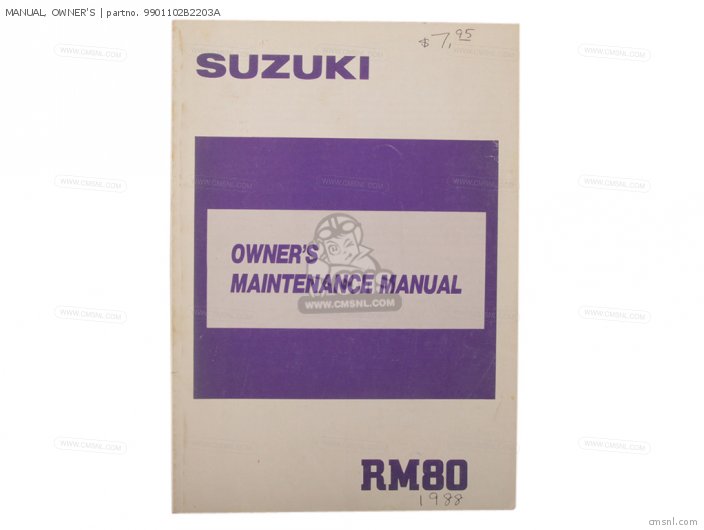 MANUAL, OWNER'S | partno. 9901102B2203A
$7,95
SUZUKI
OWNER'S
MAINTENANCE MANUAL
WWW.CMSNL.COM
RM80
1988
cmsnl.com